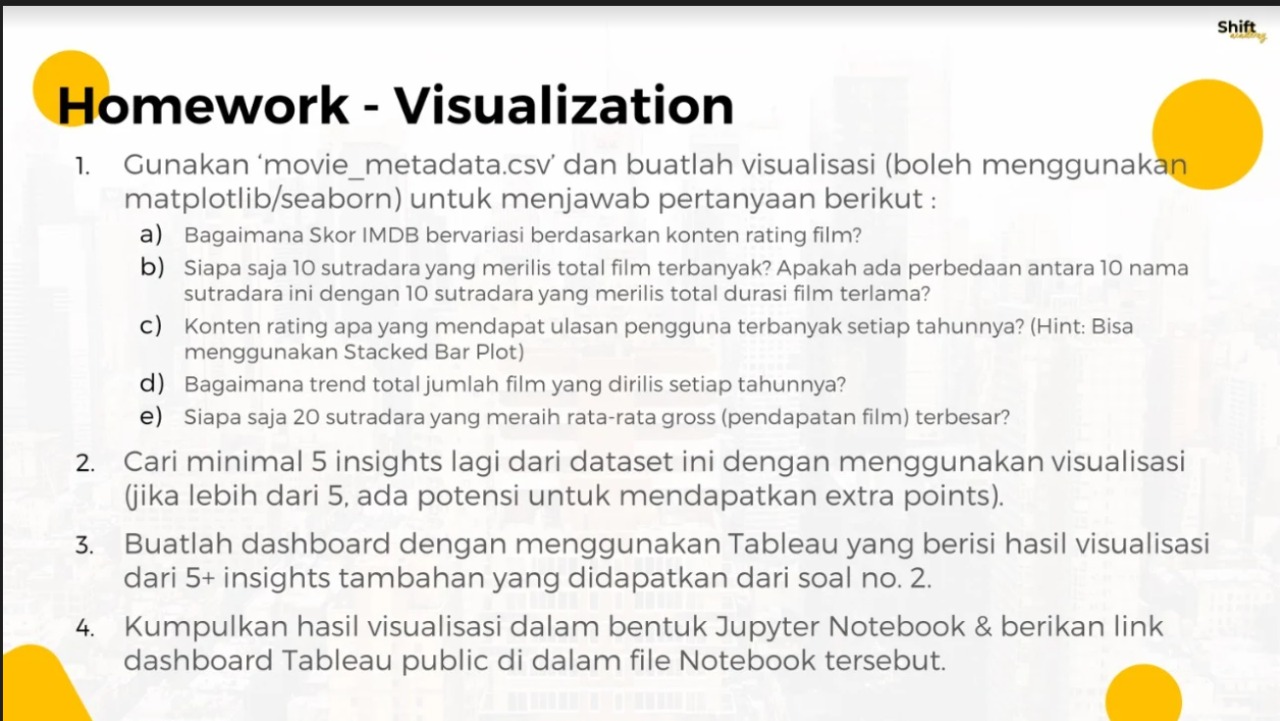 Shift
academy
Homework - Visualization
1. Gunakan ‘movie_metadata.csv’ dan buatlah visualisasi (boleh menggunakan
matplotlib/seaborn) untuk menjawab pertanyaan berikut :
a) Bagaimana Skor IMDB bervariasi berdasarkan konten rating film?
b) Siapa saja 10 sutradara yang merilis total film terbanyak? Apakah ada perbedaan antara 10 nama
sutradara ini dengan 10 sutradara yang merilis total durasi film terlama?
c) Konten rating apa yang mendapat ulasan pengguna terbanyak setiap tahunnya? (Hint: Bisa
menggunakan Stacked Bar Plot)
d) Bagaimana trend total jumlah film yang dirilis setiap tahunnya?
e) Siapa saja 20 sutradara yang meraih rata-rata gross (pendapatan film) terbesar?
2. Cari minimal 5 insights lagi dari dataset ini dengan menggunakan visualisasi
(jika lebih dari 5, ada potensi untuk mendapatkan extra points).
3. Buatlah dashboard dengan menggunakan Tableau yang berisi hasil visualisasi
dari 5+ insights tambahan yang didapatkan dari soal no. 2.
4. Kumpulkan hasil visualisasi dalam bentuk Jupyter Notebook & berikan link
dashboard Tableau public di dalam file Notebook tersebut.